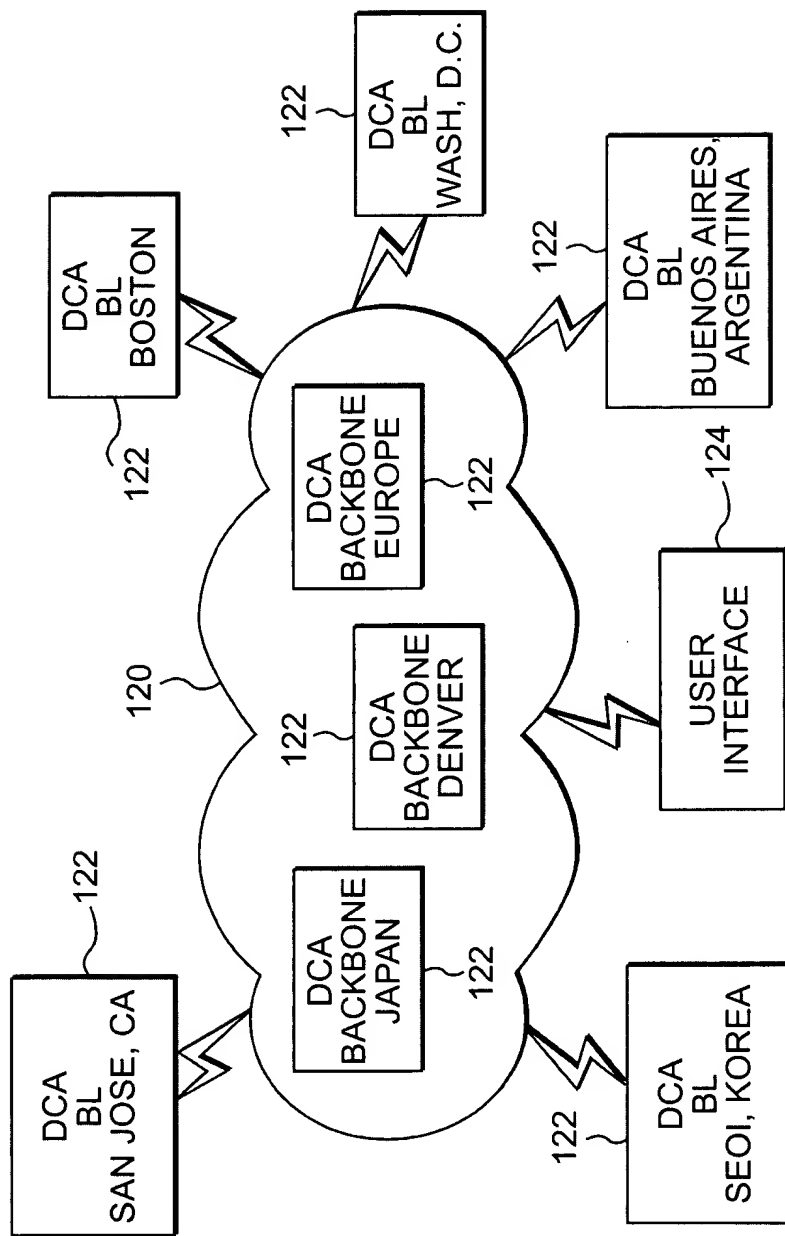 DCA
BL
SAN JOSE, CA
122
DCA
BL
BOSTON
122
DCA
BL
WASH, D.C.
122
120
DCA
BACKBONE
JAPAN
122
DCA
BACKBONE
DENVER
122
DCA
BACKBONE
EUROPE
122
DCA
BL
SEOI, KOREA
122
USER
INTERFACE
124
DCA
BL
BUENOS AIRES,
ARGENTINA
122